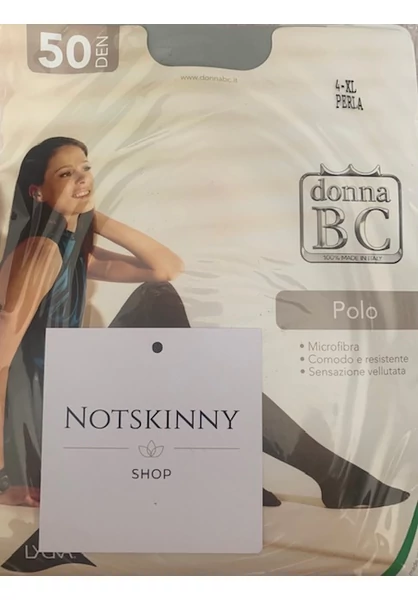 50 DEN
www.donnabc.it
4-XL
PERLA
donna
BC
100% MADE IN ITALY
Polo
• Microfibra
• Comodo e resistente
• Sensazione vellutata
NOTSKINNY
SHOP
LYCRA